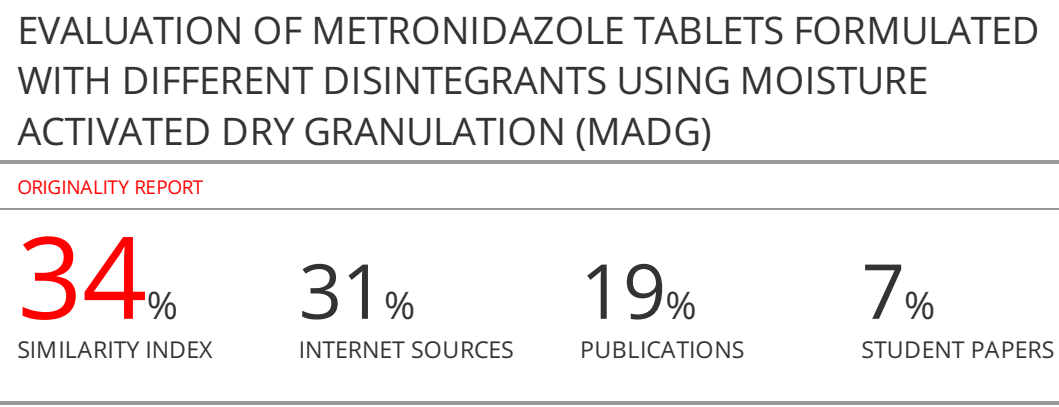 EVALUATION OF METRONIDAZOLE TABLETS FORMULATED
WITH DIFFERENT DISINTEGRANTS USING MOISTURE
ACTIVATED DRY GRANULATION (MADG)
ORIGINALITY REPORT
34% 31% 19% 7%
SIMILARITY INDEX INTERNET SOURCES PUBLICATIONS STUDENT PAPERS